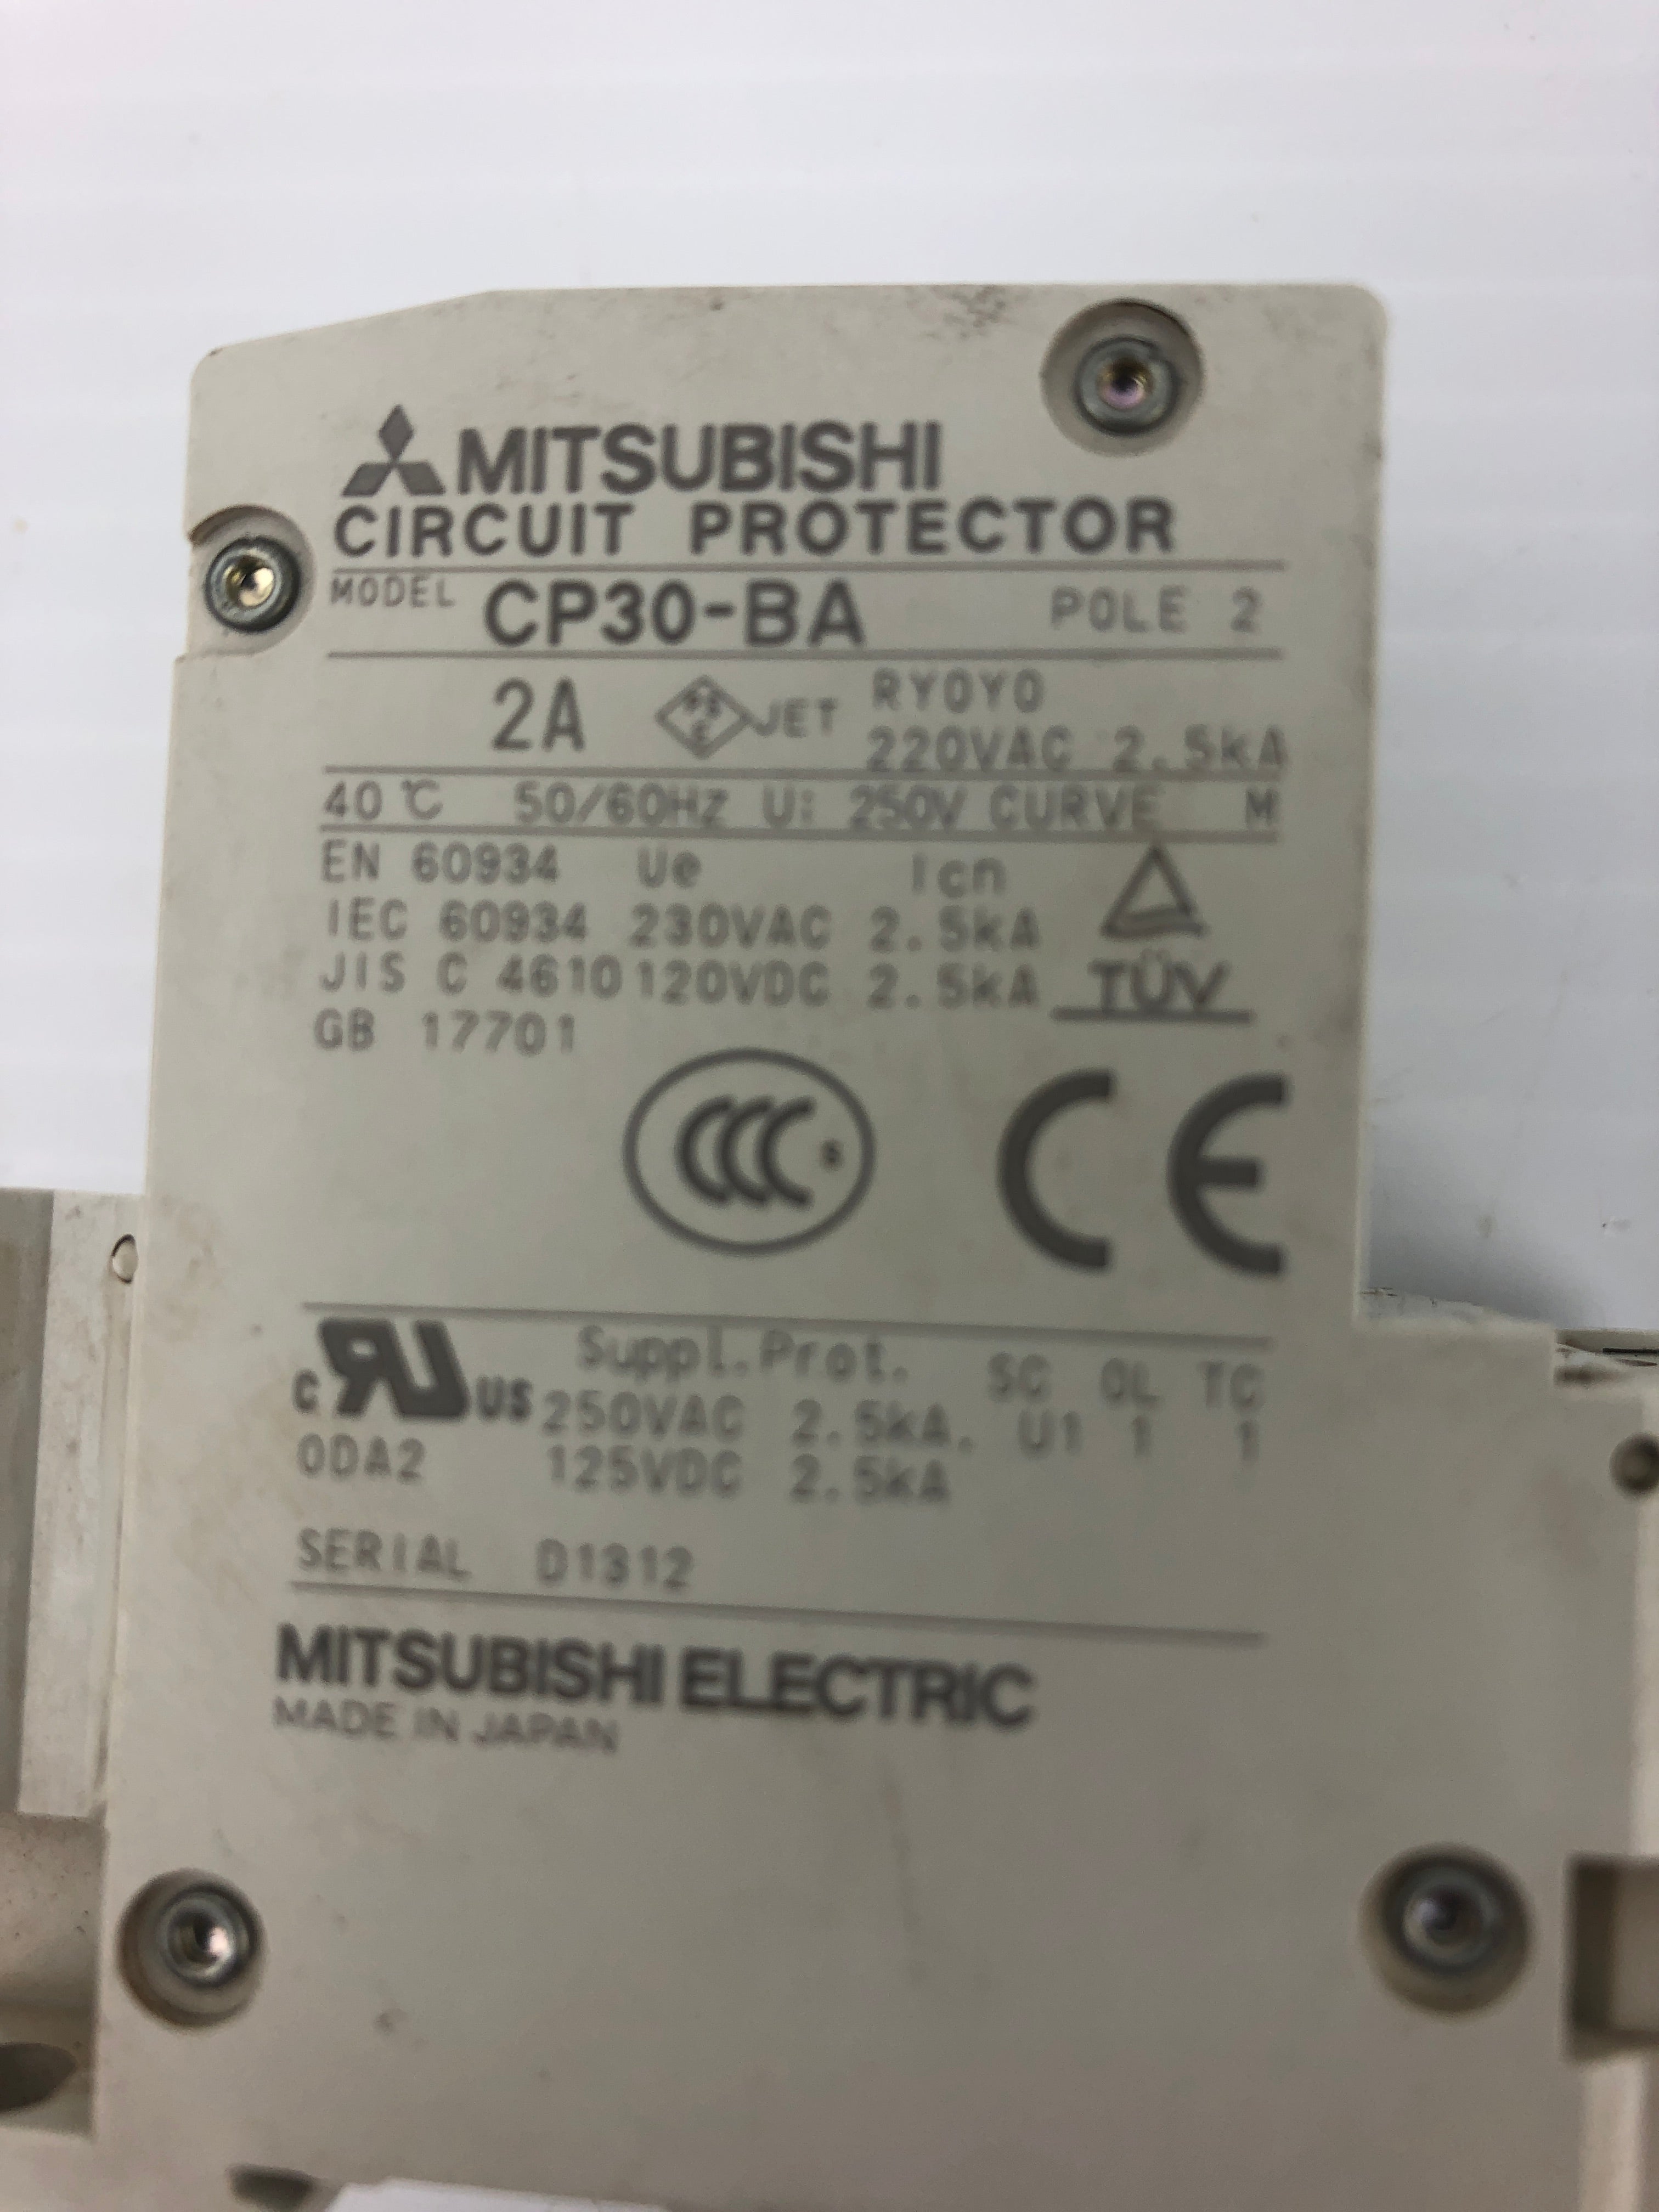 MITSUBISHI
CIRCUIT PROTECTOR
MODEL CP30-BA POLE 2
2A PSE JET RYOYO
220VAC 2.5kA
40℃ 50/60HZ Ui 250V CURVE M
EN 60934 Ue Icn
IEC 60934 230VAC 2.5kA
JIS C 4610 120VDC 2.5kA TÜV
GB 17701
CCC S CE
Suppl.Prot. SC OL TC
c RU US 250VAC 2.5kA. U1 1 1
0DA2 125VDC 2.5kA
SERIAL D1312
MITSUBISHI ELECTRIC
MADE IN JAPAN